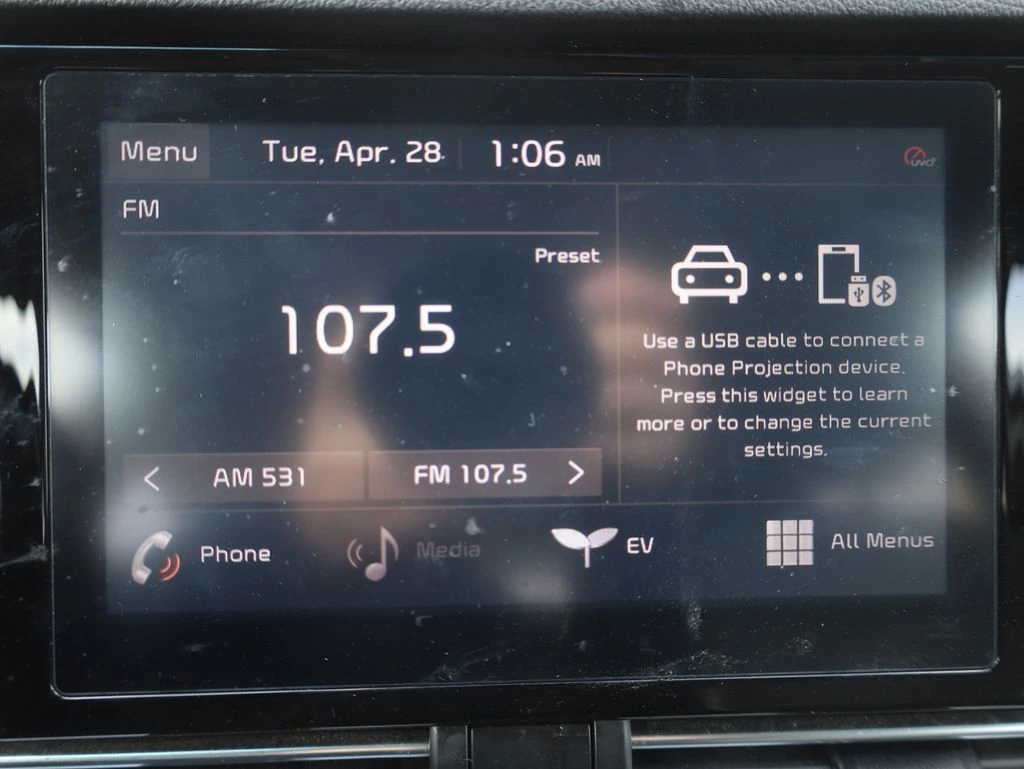 Menu
Tue, Apr. 28
1:06 AM
uvo
FM
Preset
107.5
< AM 531
FM 107.5 >
Use a USB cable to connect a
Phone Projection device.
Press this widget to learn
more or to change the current
settings.
Phone
Media
EV
All Menus